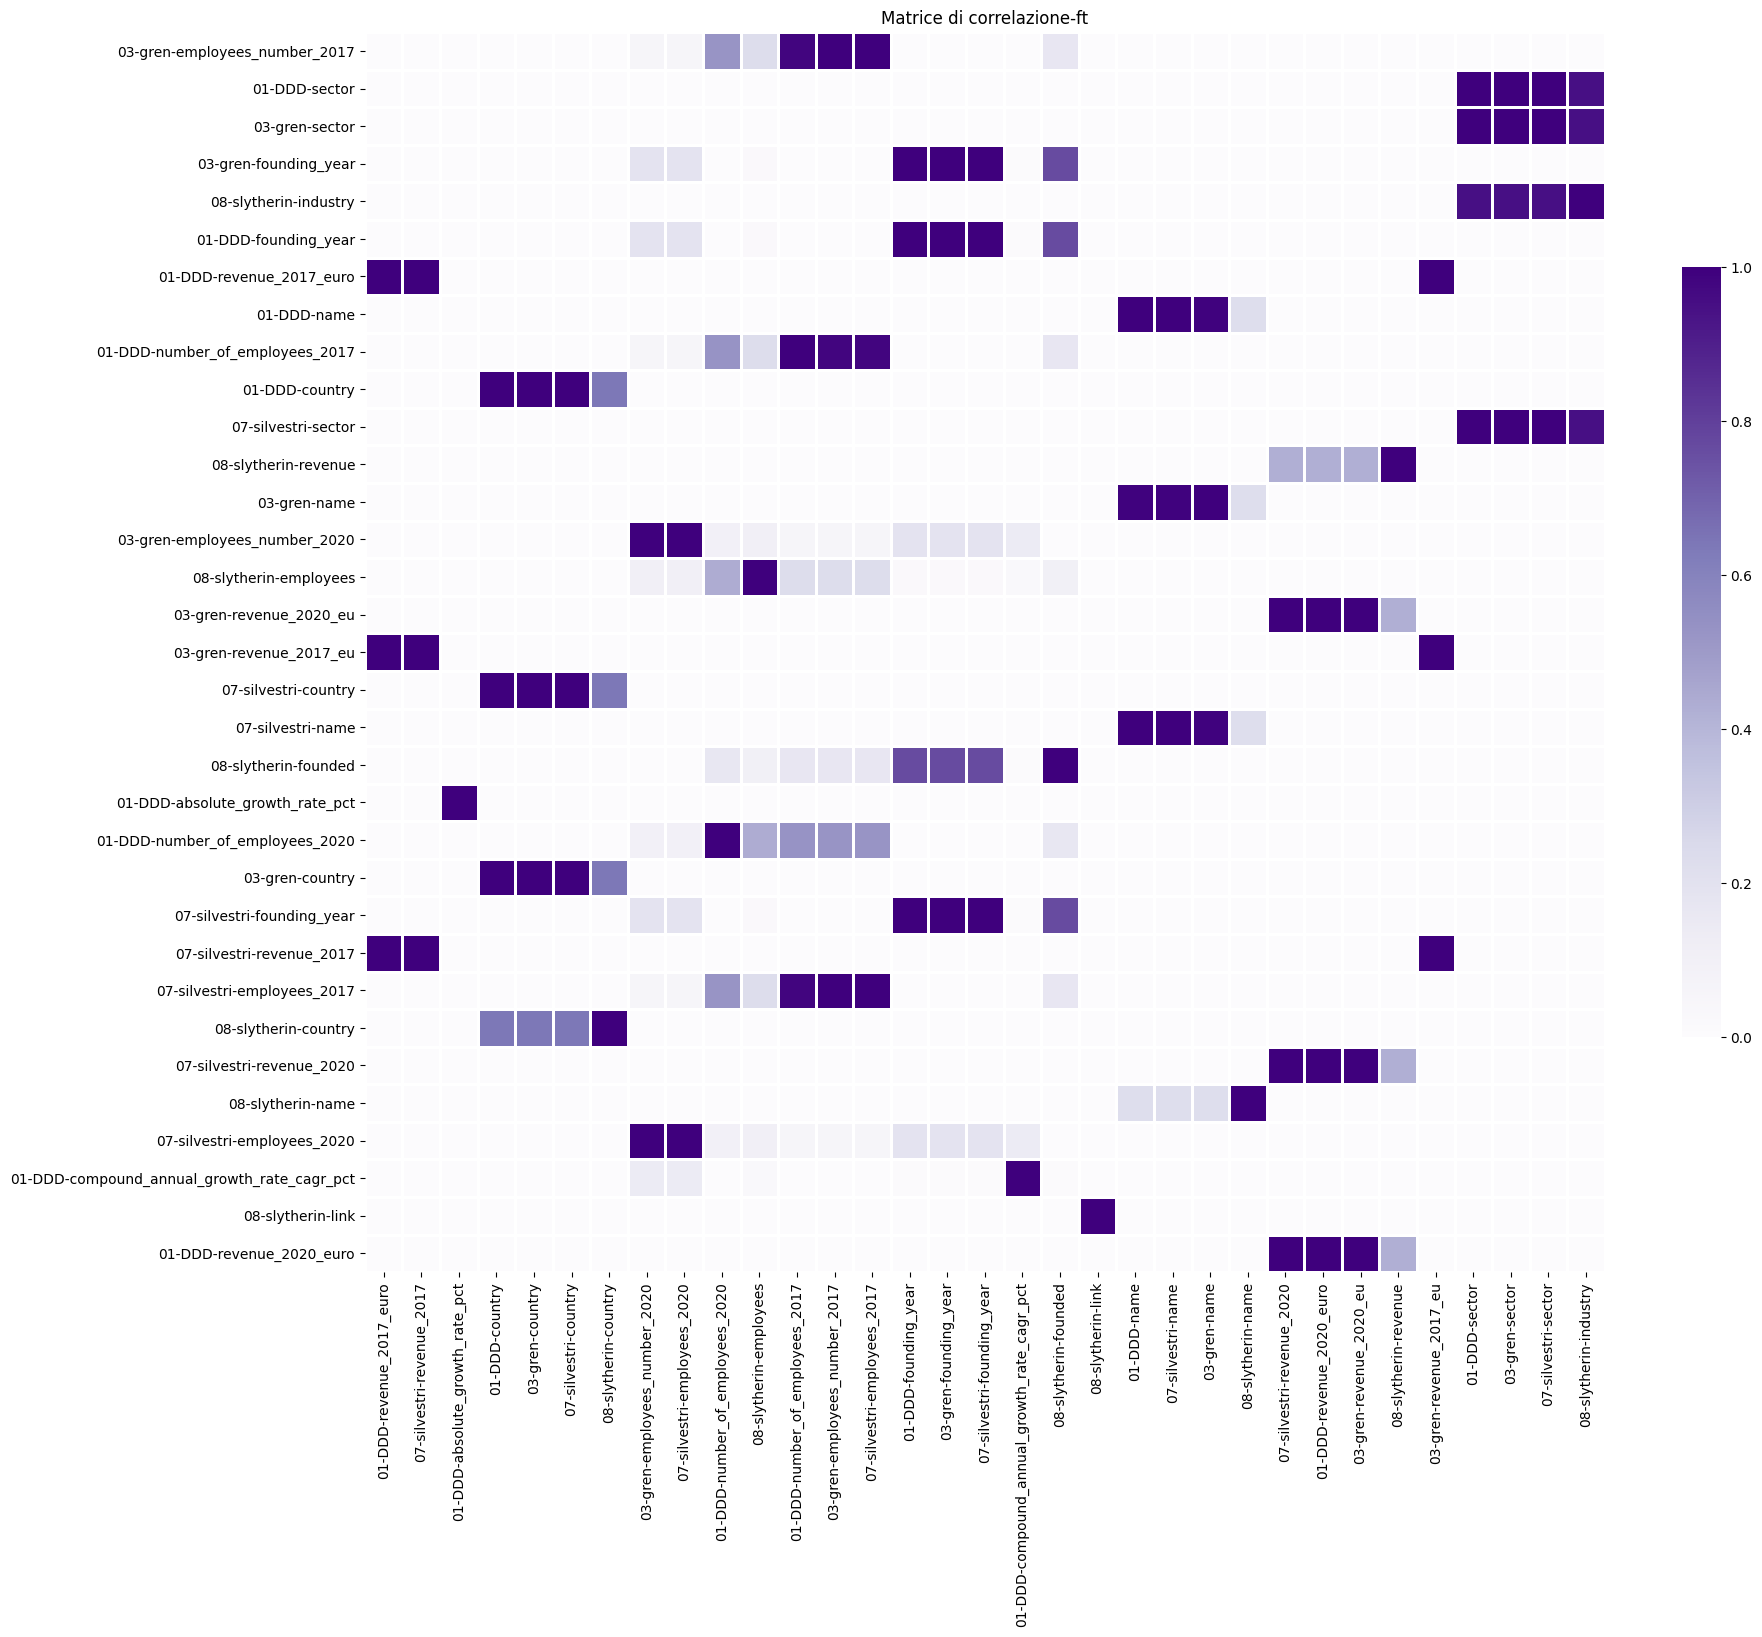 Matrice di correlazione-ft
03-gren-employees_number_2017
01-DDD-sector
03-gren-sector
03-gren-founding_year
08-slytherin-industry
01-DDD-founding_year
01-DDD-revenue_2017_euro
01-DDD-name
01-DDD-number_of_employees_2017
01-DDD-country
07-silvestri-sector
08-slytherin-revenue
03-gren-name
03-gren-employees_number_2020
08-slytherin-employees
03-gren-revenue_2020_eu
03-gren-revenue_2017_eu
07-silvestri-country
07-silvestri-name
08-slytherin-founded
01-DDD-absolute_growth_rate_pct
01-DDD-number_of_employees_2020
03-gren-country
07-silvestri-founding_year
07-silvestri-revenue_2017
07-silvestri-employees_2017
08-slytherin-country
07-silvestri-revenue_2020
08-slytherin-name
07-silvestri-employees_2020
01-DDD-compound_annual_growth_rate_cagr_pct
08-slytherin-link
01-DDD-revenue_2020_euro
01-DDD-revenue_2017_euro
07-silvestri-revenue_2017
01-DDD-absolute_growth_rate_pct
01-DDD-country
03-gren-country
07-silvestri-country
08-slytherin-country
03-gren-employees_number_2020
07-silvestri-employees_2020
01-DDD-number_of_employees_2020
08-slytherin-employees
01-DDD-number_of_employees_2017
03-gren-employees_number_2017
07-silvestri-employees_2017
01-DDD-founding_year
03-gren-founding_year
07-silvestri-founding_year
01-DDD-compound_annual_growth_rate_cagr_pct
08-slytherin-founded
08-slytherin-link
01-DDD-name
07-silvestri-name
03-gren-name
08-slytherin-name
07-silvestri-revenue_2020
01-DDD-revenue_2020_euro
03-gren-revenue_2020_eu
08-slytherin-revenue
03-gren-revenue_2017_eu
01-DDD-sector
03-gren-sector
07-silvestri-sector
08-slytherin-industry
1.0
0.8
0.6
0.4
0.2
0.0